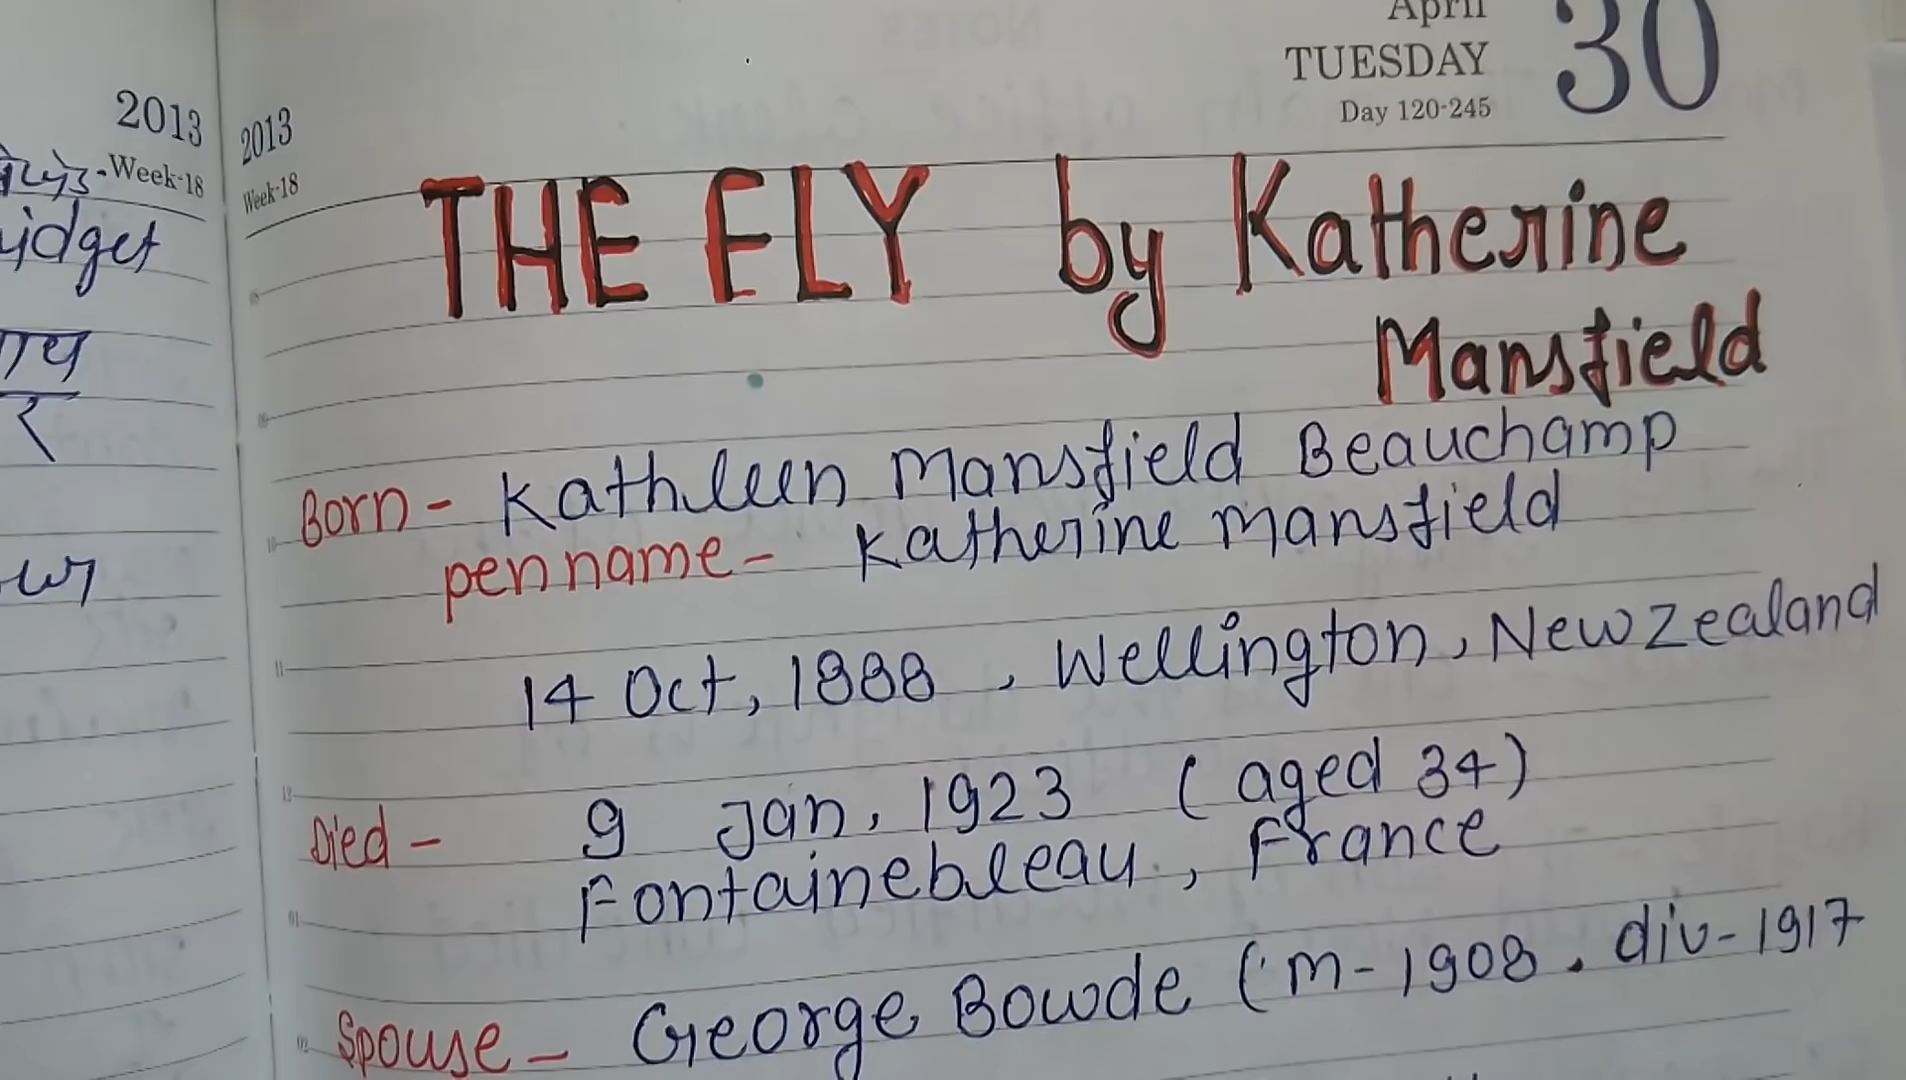 2013
Week-18
idget
2013
Week-18
April
TUESDAY
Day 120-245
30
THE FLY by Katherine
Mansfield
Born - Kathleen Mansfield Beauchamp
pen name - Katherine Mansfield
14 Oct, 1888 , Wellington, New Zealand
Died - 9 Jan, 1923 ( aged 34)
Fontainebleau , France
Spouse - George Bowde ( m - 1908 . div - 1917